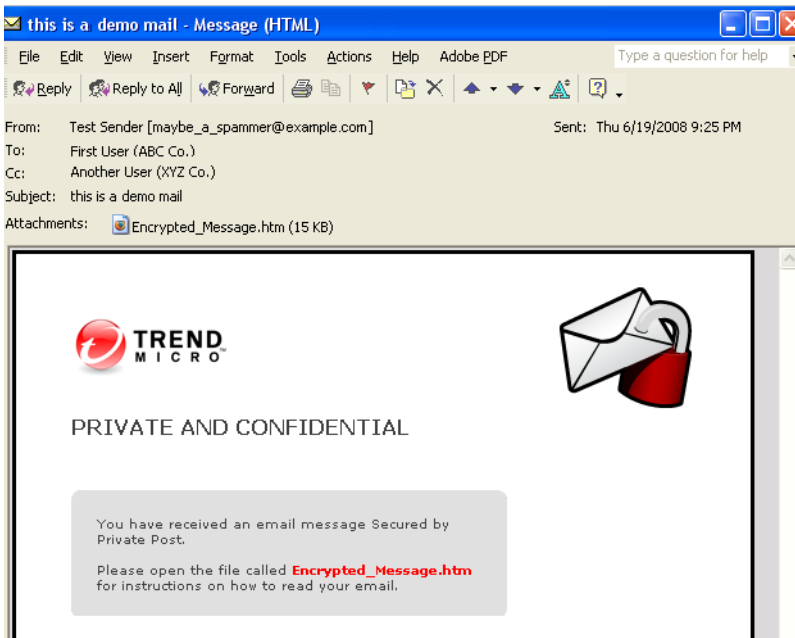 this is a demo mail - Message (HTML)
File Edit View Insert Format Tools Actions Help Adobe PDF Type a question for help
Reply Reply to All Forward
From: Test Sender [maybe_a_spammer@example.com] Sent: Thu 6/19/2008 9:25 PM
To: First User (ABC Co.)
Cc: Another User (XYZ Co.)
Subject: this is a demo mail
Attachments: Encrypted_Message.htm (15 KB)
TREND
MICRO™
PRIVATE AND CONFIDENTIAL
You have received an email message Secured by
Private Post.
Please open the file called Encrypted_Message.htm
for instructions on how to read your email.